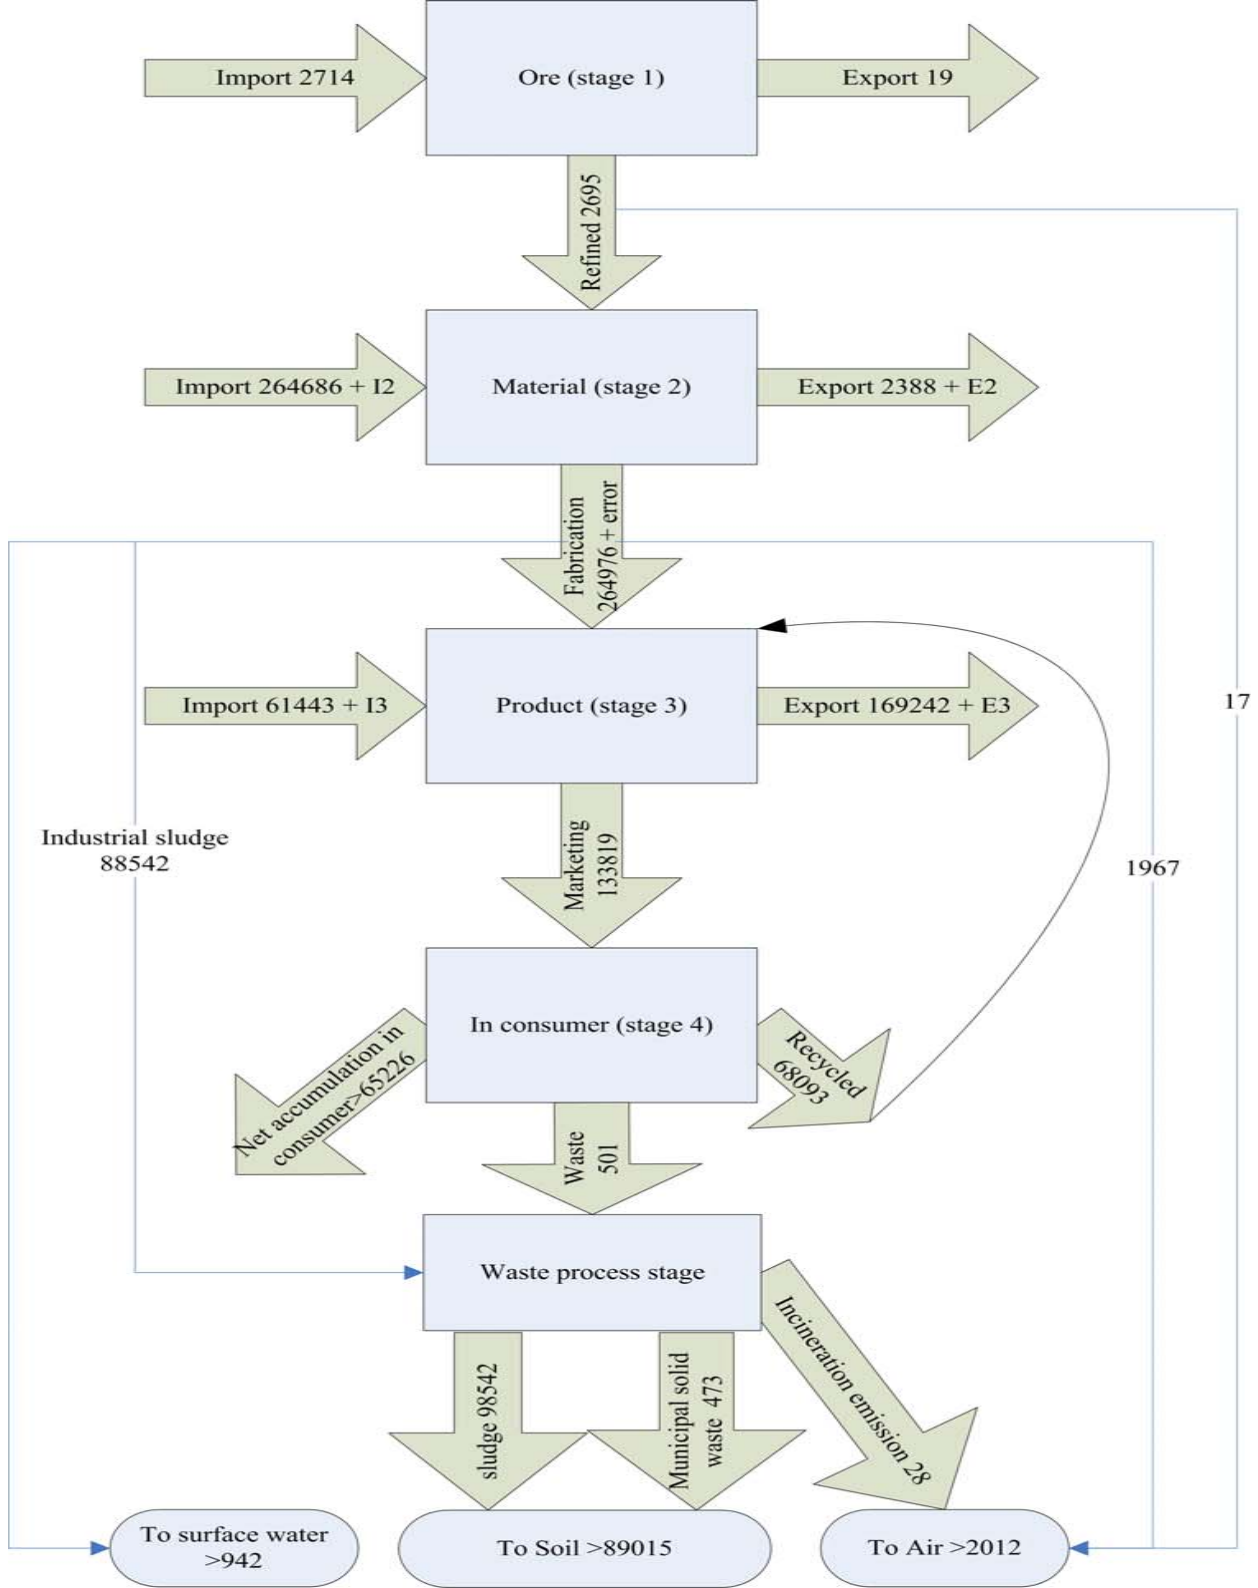 Import 2714
Ore (stage 1)
Export 19
Refined 2695
Import 264686 + I2
Material (stage 2)
Export 2388 + E2
Fabrication
264976 + error
Import 61443 + I3
Product (stage 3)
Export 169242 + E3
17
Industrial sludge
88542
Marketing
133819
1967
In consumer (stage 4)
Net accumulation in
consumer>65226
Recycled
68093
Waste
501
Waste process stage
sludge 98542
Municipal solid
waste 473
Incineration emission 28
To surface water
>942
To Soil >89015
To Air >2012